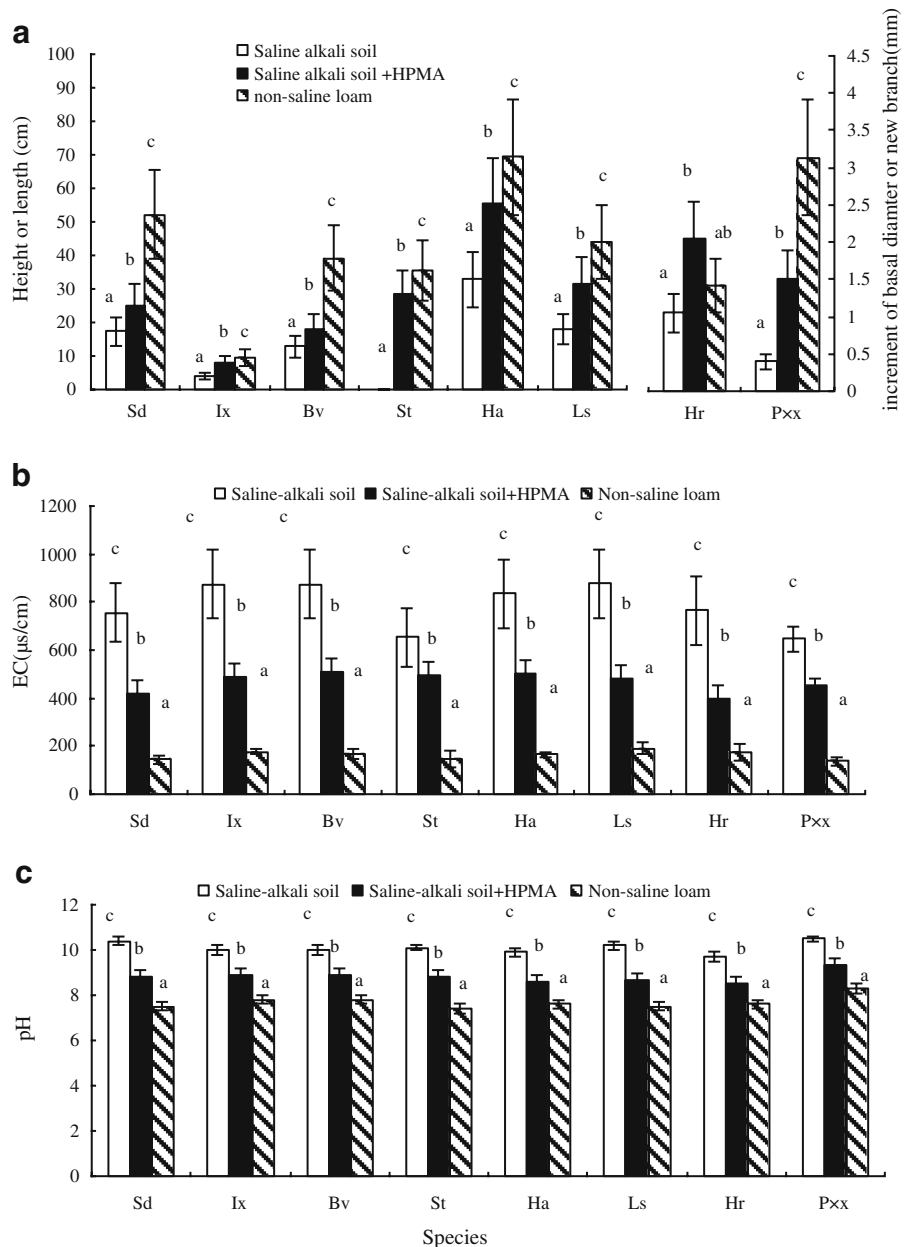 a
Saline alkali soil
Saline alkali soil +HPMA
non-saline loam
Height or length (cm)
100
90
80
70
60
50
40
30
20
10
0
increment of basal diamter or new branch(mm)
4.5
4
3.5
3
2.5
2
1.5
1
0.5
0
a b c a b c a b c a b c a b c a b c a b ab a b c
Sd Ix Bv St Ha Ls Hr P×x
b
Saline-alkali soil Saline-alkali soil+HPMA Non-saline loam
EC(μs/cm)
1200
1000
800
600
400
200
0
c b a c b a c b a c b a c b a c b a c b a c b a
Sd Ix Bv St Ha Ls Hr P×x
c
Saline-alkali soil Saline-alkali soil+HPMA Non-saline loam
pH
12
10
8
6
4
2
0
c b a c b a c b a c b a c b a c b a c b a c b a
Sd Ix Bv St Ha Ls Hr P×x
Species